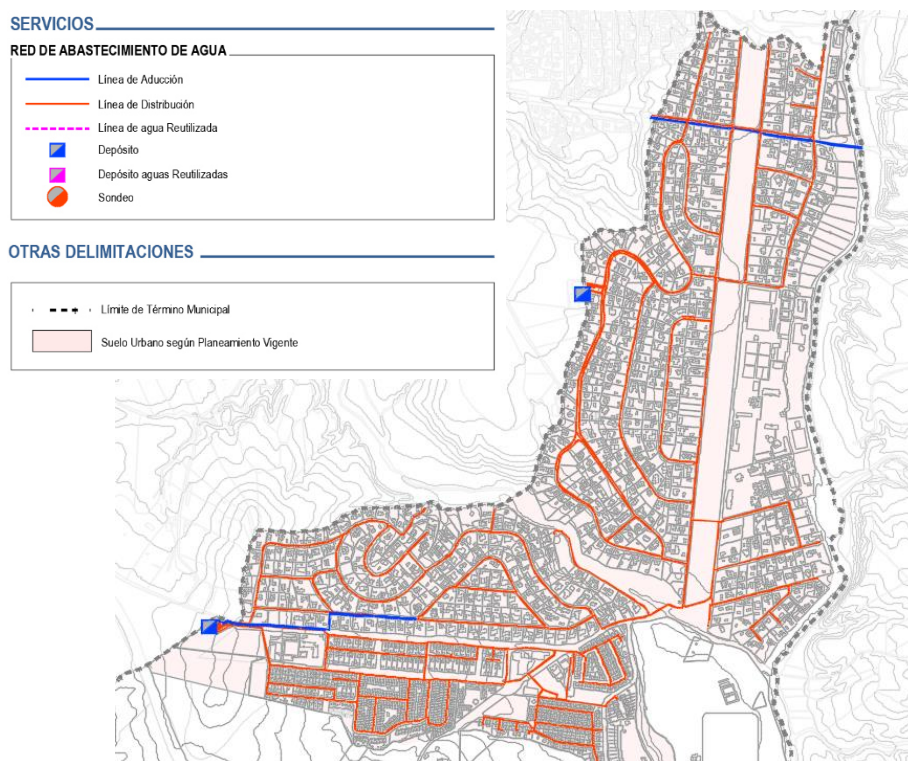 SERVICIOS
RED DE ABASTECIMIENTO DE AGUA
Línea de Aducción
Línea de Distribución
Línea de agua Reutilizada
Depósito
Depósito aguas Reutilizadas
Sondeo
OTRAS DELIMITACIONES
Límite de Término Municipal
Suelo Urbano según Planeamiento Vigente